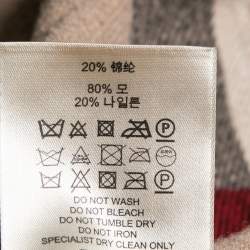 20% 锦纶
80% 모
20% 나일론
DO NOT WASH
DO NOT BLEACH
DO NOT TUMBLE DRY
DO NOT IRON
SPECIALIST DRY CLEAN ONLY